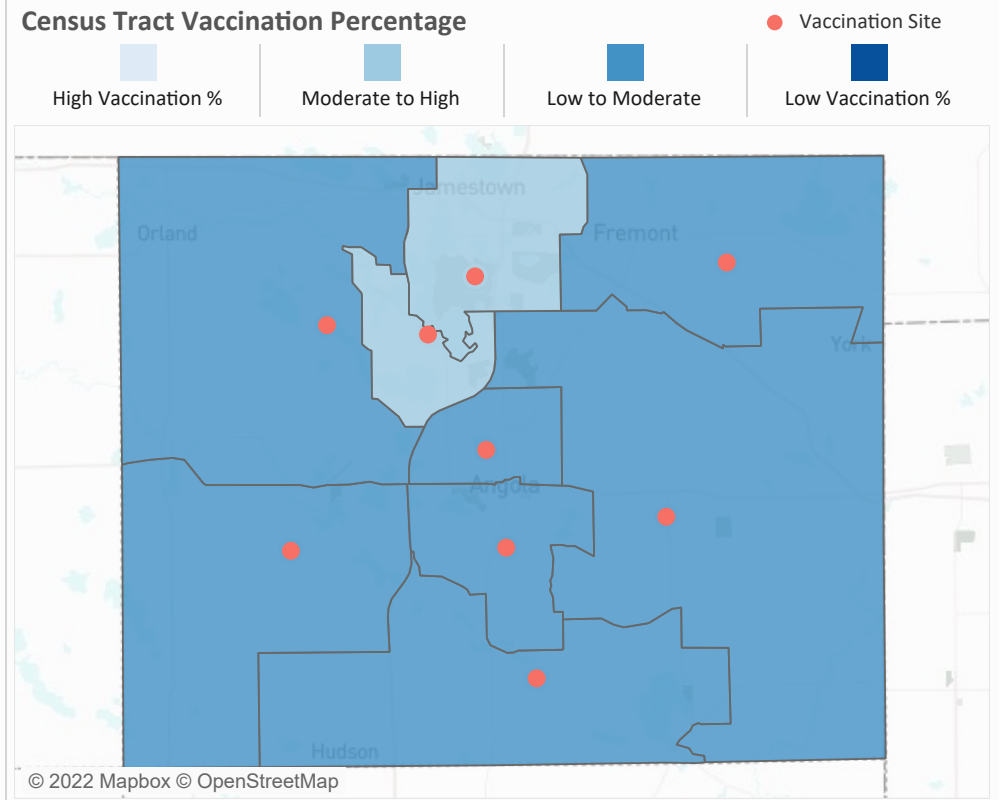 Census Tract Vaccination Percentage
Vaccination Site
High Vaccination %
Moderate to High
Low to Moderate
Low Vaccination %
Jamestown
Orland
Fremont
York
Angola
Hudson
© 2022 Mapbox © OpenStreetMap